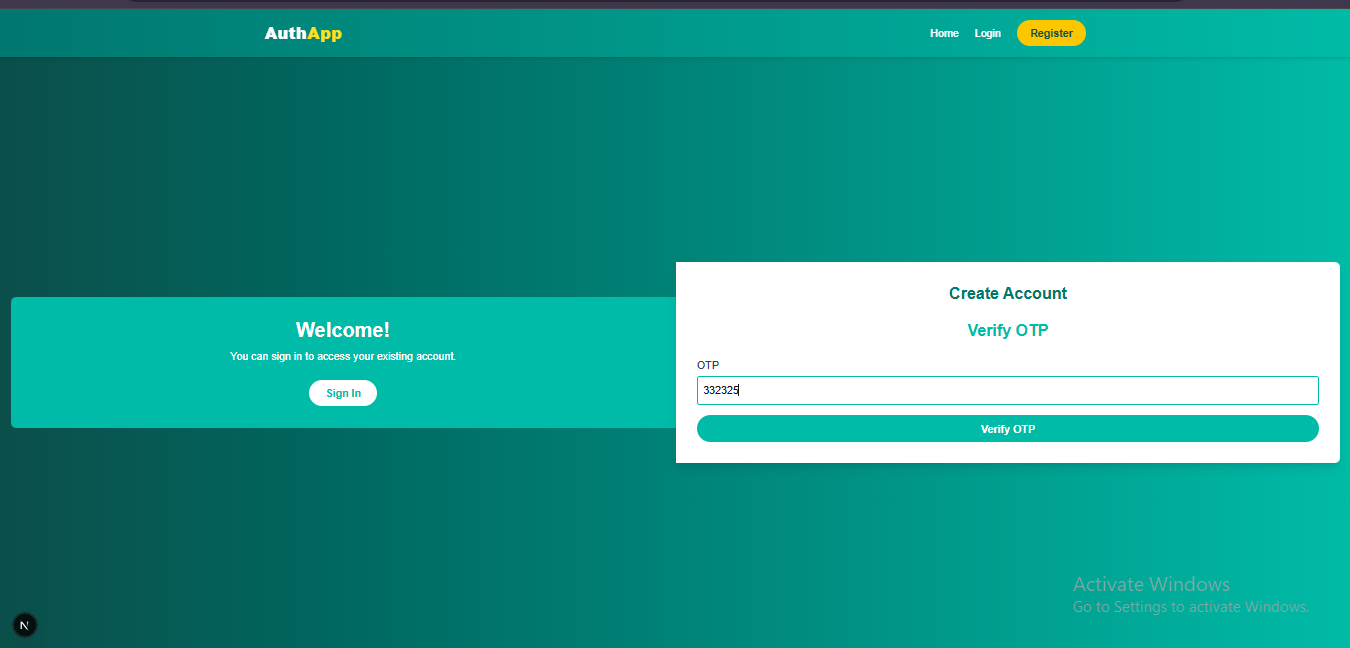 AuthApp
Home
Login
Register
Welcome!
You can sign in to access your existing account.
Sign In
Create Account
Verify OTP
OTP
332325
Verify OTP
Activate Windows
Go to Settings to activate Windows.
N